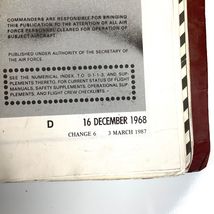 COMMANDERS ARE RESPONSIBLE FOR BRINGING
THIS PUBLICATION TO THE ATTENTION OF ALL AIR
FORCE PERSONNEL CLEARED FOR OPERATION OF
SUBJECT AIRCRAFT.
PUBLISHED UNDER AUTHORITY OF THE SECRETARY
OF THE AIR FORCE
SEE THE NUMERICAL INDEX, T.O. 0-1-1-3, AND SUP-
PLEMENTS THERETO, FOR CURRENT STATUS OF FLIGHT
MANUALS, SAFETY SUPPLEMENTS, OPERATIONAL SUP-
PLEMENTS, AND FLIGHT CREW CHECKLISTS.
D 16 DECEMBER 1968
CHANGE 6 3 MARCH 1987